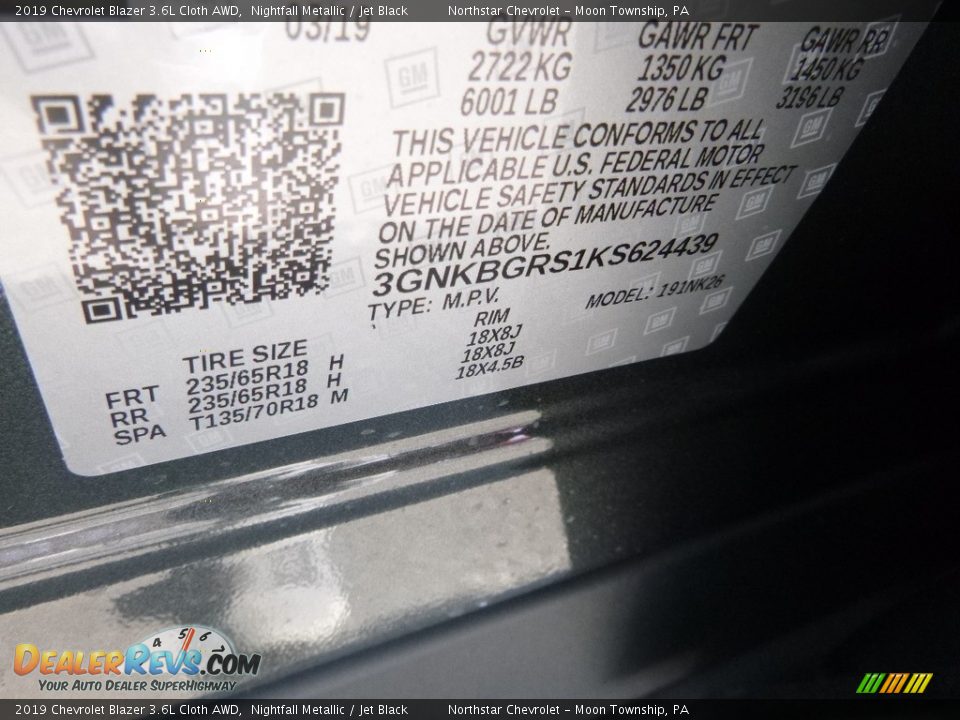 2019 Chevrolet Blazer 3.6L Cloth AWD, Nightfall Metallic / Jet Black Northstar Chevrolet – Moon Township, PA
03/19 GVWR GAWR FRT GAWR RR
2722 KG 1350 KG 1450 KG
6001 LB 2976 LB 3196 LB
THIS VEHICLE CONFORMS TO ALL
APPLICABLE U.S. FEDERAL MOTOR
VEHICLE SAFETY STANDARDS IN EFFECT
ON THE DATE OF MANUFACTURE
SHOWN ABOVE.
3GNKBGRS1KS624439
TYPE: M.P.V. MODEL: 191NK26
TIRE SIZE RIM
FRT 235/65R18 H 18X8J
RR 235/65R18 H 18X8J
SPA T135/70R18 M 18X4.5B
GM
4 5 6
DealerRevs.com
Your Auto Dealer SuperHighway
2019 Chevrolet Blazer 3.6L Cloth AWD, Nightfall Metallic / Jet Black Northstar Chevrolet – Moon Township, PA